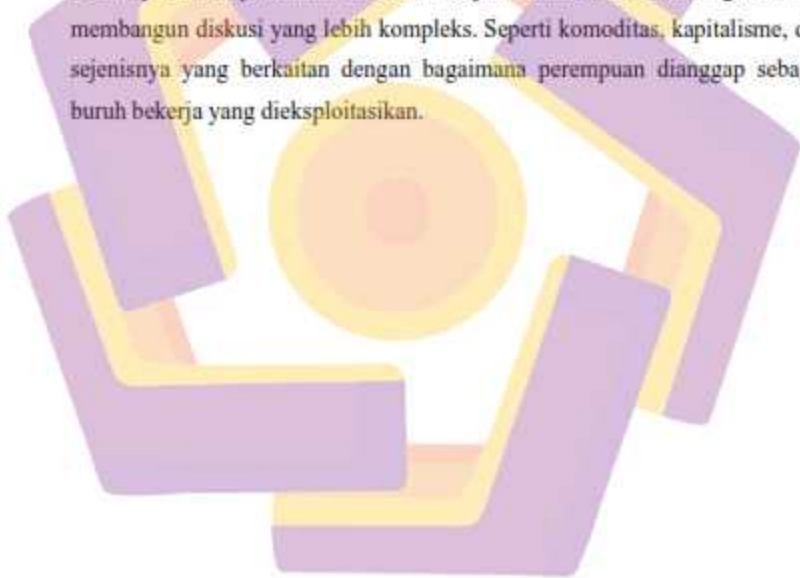 membangun diskusi yang lebih kompleks. Seperti komoditas, kapitalisme,
sejenisnya yang berkaitan dengan bagaimana perempuan dianggap
buruh bekerja yang dieksploitasikan.